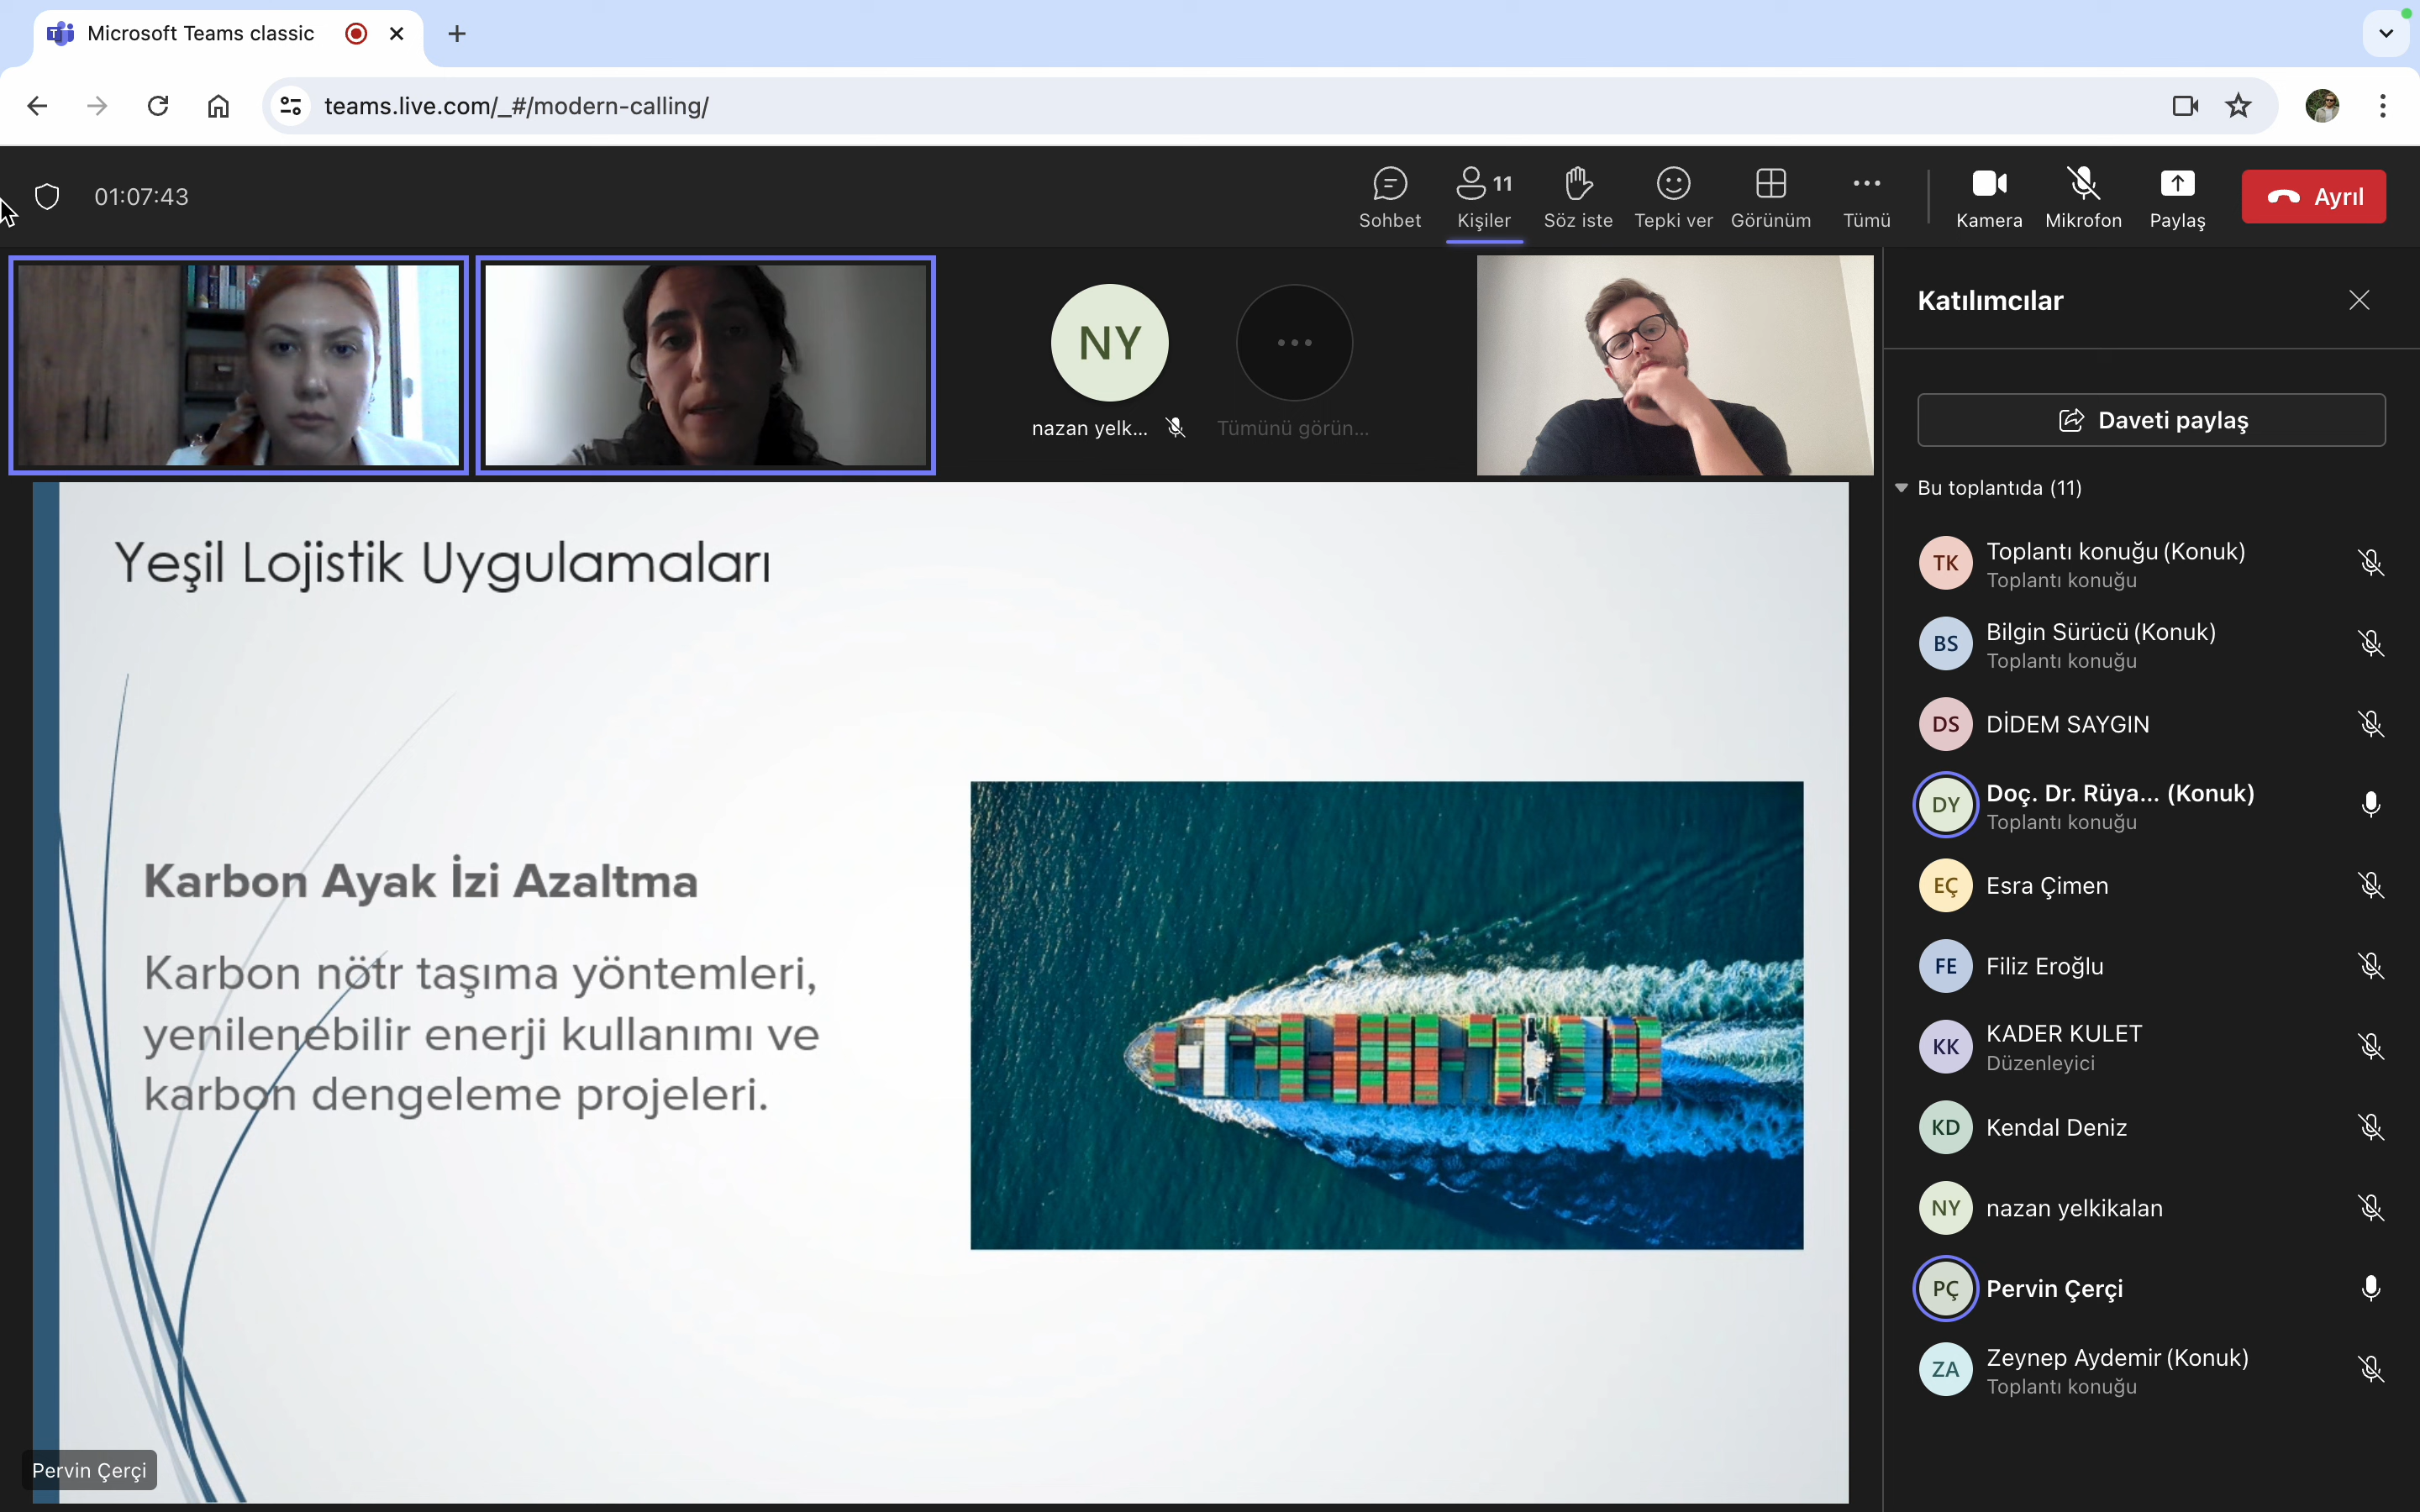 Microsoft Teams classic
teams.live.com/_#/modern-calling/
01:07:43
Sohbet
11
Kişiler
Söz iste
Tepki ver
Görünüm
Tümü
Kamera
Mikrofon
Paylaş
Ayrıl
NY
nazan yelk...
Tümünü görün...
Yeşil Lojistik Uygulamaları
Karbon Ayak İzi Azaltma
Karbon nötr taşıma yöntemleri,
yenilenebilir enerji kullanımı ve
karbon dengeleme projeleri.
Pervin Çerçi
Katılımcılar
Daveti paylaş
Bu toplantıda (11)
TK
Toplantı konuğu (Konuk)
Toplantı konuğu
BS
Bilgin Sürücü (Konuk)
Toplantı konuğu
DS
DİDEM SAYGIN
DY
Doç. Dr. Rüya... (Konuk)
Toplantı konuğu
EÇ
Esra Çimen
FE
Filiz Eroğlu
KK
KADER KULET
Düzenleyici
KD
Kendal Deniz
NY
nazan yelkikalan
PÇ
Pervin Çerçi
ZA
Zeynep Aydemir (Konuk)
Toplantı konuğu